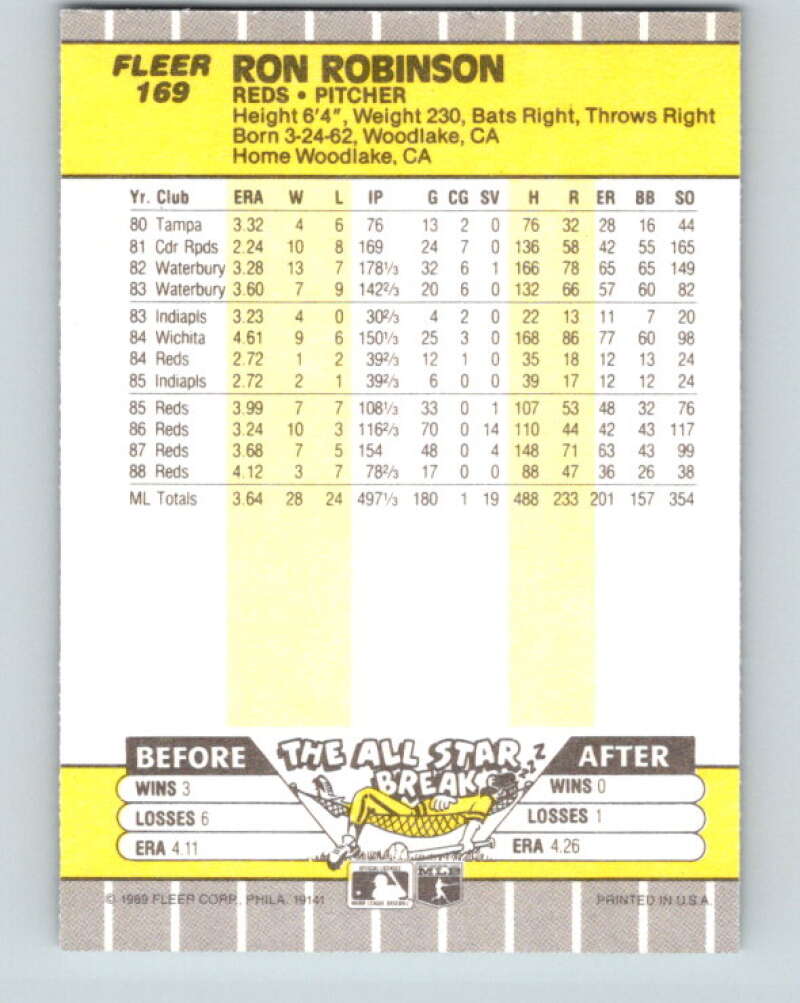 FLEER
169
RON ROBINSON
REDS • PITCHER
Height 6'4", Weight 230, Bats Right, Throws Right
Born 3-24-62, Woodlake, CA
Home Woodlake, CA
Yr. Club ERA W L IP G CG SV H R ER BB SO
80 Tampa 3.32 4 6 76 13 2 0 76 32 28 16 44
81 Cdr Rpds 2.24 10 8 169 24 7 0 136 58 42 55 165
82 Waterbury 3.28 13 7 178⅓ 32 6 1 166 78 65 65 149
83 Waterbury 3.60 7 9 142⅔ 20 6 0 132 66 57 60 82
83 Indiapls 3.23 4 0 30⅔ 4 2 0 22 13 11 7 20
84 Wichita 4.61 9 6 150⅓ 25 3 0 168 86 77 60 98
84 Reds 2.72 1 2 39⅔ 12 1 0 35 18 12 13 24
85 Indiapls 2.72 2 1 39⅔ 6 0 0 39 17 12 12 24
85 Reds 3.99 7 7 108⅓ 33 0 1 107 53 48 32 76
86 Reds 3.24 10 3 116⅔ 70 0 14 110 44 42 43 117
87 Reds 3.68 7 5 154 48 0 4 148 71 63 43 99
88 Reds 4.12 3 7 78⅔ 17 0 0 88 47 36 26 38
ML Totals 3.64 28 24 497⅓ 180 1 19 488 233 201 157 354
BEFORE THE ALL STAR BREAK ZZZ AFTER
WINS 3 WINS 0
LOSSES 6 LOSSES 1
ERA 4.11 ERA 4.26
MLB
© 1989 FLEER CORP., PHILA. 19141 PRINTED IN U.S.A.